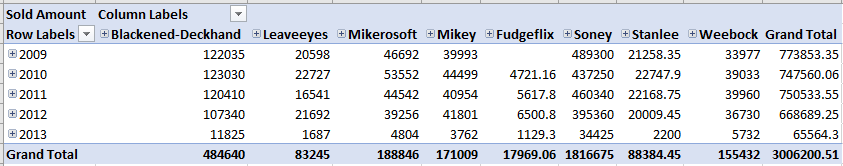 Sold Amount Column Labels
Row Labels Blackened-Deckhand Leaveeyes Mikerosoft Mikey Fudgeflix Soney Stanlee Weebock Grand Total
2009 122035 20598 46692 39993 489300 21258.35 33977 773853.35
2010 123030 22727 53552 44499 4721.16 437250 22747.9 39033 747560.06
2011 120410 16541 44542 40954 5617.8 460340 22168.75 39960 750533.55
2012 107340 21692 39256 41801 6500.8 395360 20009.45 36730 668689.25
2013 11825 1687 4804 3762 1129.3 34425 2200 5732 65564.3
Grand Total 484640 83245 188846 171009 17969.06 1816675 88384.45 155432 3006200.51